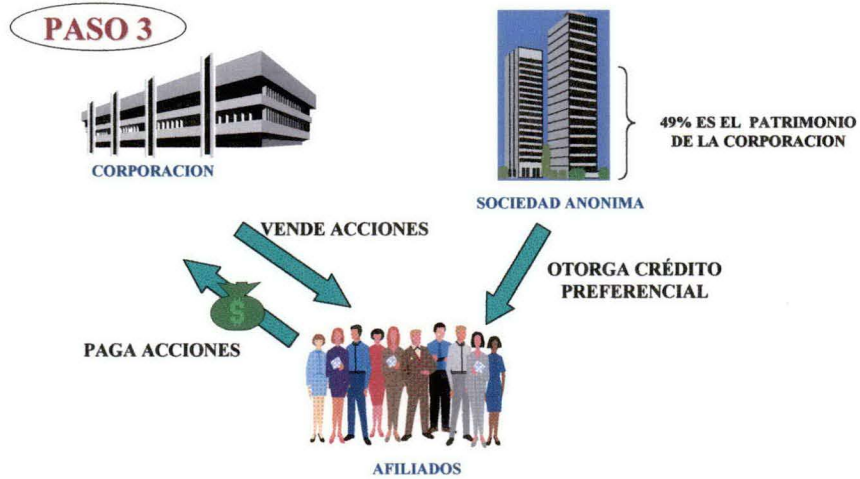 PASO 3
CORPORACION
49% ES EL PATRIMONIO
DE LA CORPORACION
SOCIEDAD ANONIMA
VENDE ACCIONES
OTORGA CRÉDITO
PREFERENCIAL
$
PAGA ACCIONES
AFILIADOS